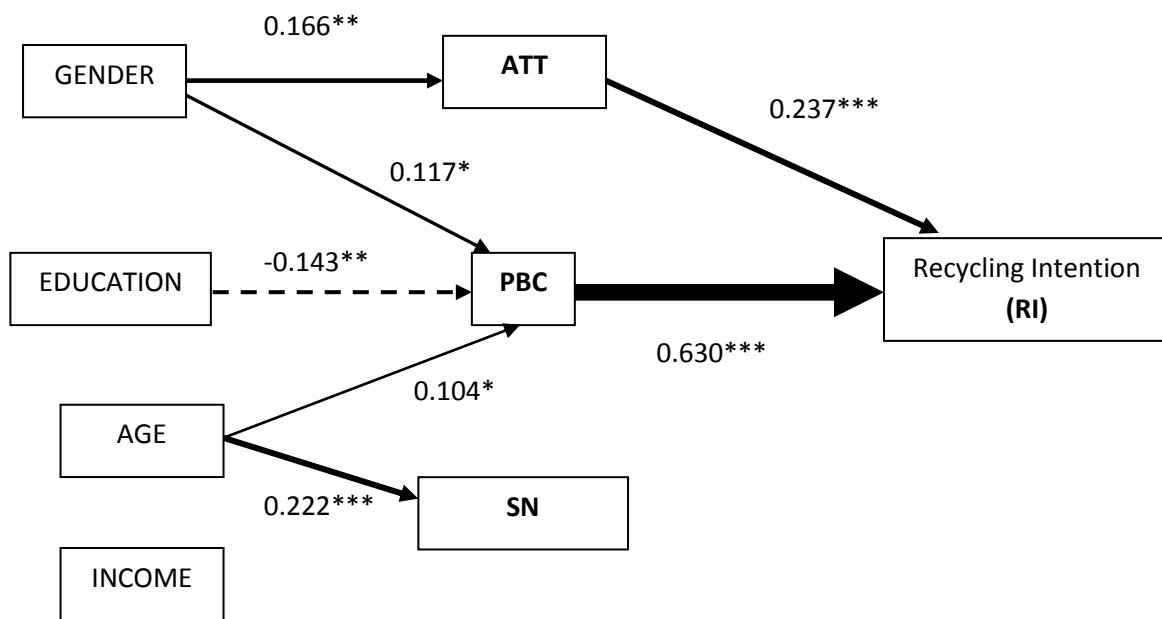 0.166**
GENDER
ATT
0.237***
0.117*
EDUCATION
-0.143**
PBC
Recycling Intention
(RI)
0.630***
0.104*
AGE
0.222***
SN
INCOME